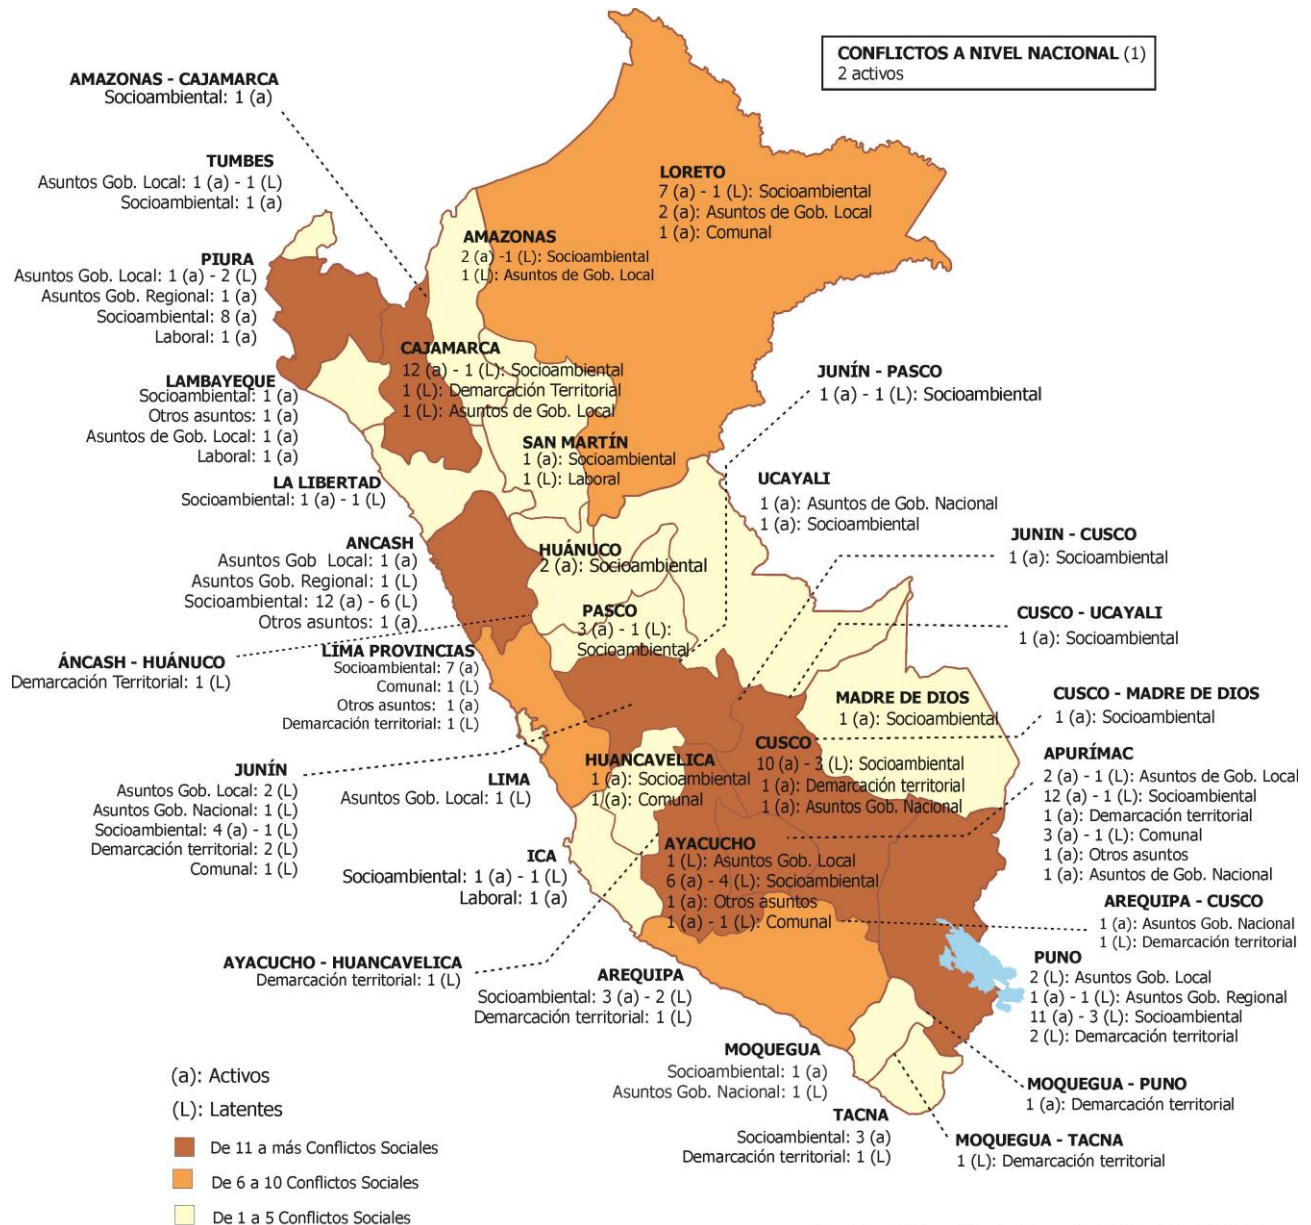 CONFLICTOS A NIVEL NACIONAL (1)
2 activos
AMAZONAS - CAJAMARCA
Socioambiental: 1 (a)
TUMBES
Asuntos Gob. Local: 1 (a) - 1 (L)
Socioambiental: 1 (a)
PIURA
Asuntos Gob. Local: 1 (a) - 2 (L)
Asuntos Gob. Regional: 1 (a)
Socioambiental: 8 (a)
Laboral: 1 (a)
LAMBAYEQUE
Socioambiental: 1 (a)
Otros asuntos: 1 (a)
Asuntos de Gob. Local: 1 (a)
Laboral: 1 (a)
LA LIBERTAD
Socioambiental: 1 (a) - 1 (L)
ANCASH
Asuntos Gob Local: 1 (a)
Asuntos Gob. Regional: 1 (L)
Socioambiental: 12 (a) - 6 (L)
Otros asuntos: 1 (a)
ÁNCASH - HUÁNUCO
Demarcación Territorial: 1 (L)
LIMA PROVINCIAS
Socioambiental: 7 (a)
Comunal: 1 (L)
Otros asuntos: 1 (a)
Demarcación territorial: 1 (L)
JUNÍN
Asuntos Gob. Local: 2 (L)
Asuntos Gob. Nacional: 1 (L)
Socioambiental: 4 (a) - 1 (L)
Demarcación territorial: 2 (L)
Comunal: 1 (L)
LIMA
Asuntos Gob. Local: 1 (L)
ICA
Socioambiental: 1 (a) - 1 (L)
Laboral: 1 (a)
AYACUCHO - HUANCAVELICA
Demarcación territorial: 1 (L)
AREQUIPA
Socioambiental: 3 (a) - 2 (L)
Demarcación territorial: 1 (L)
MOQUEGUA
Socioambiental: 1 (a)
Asuntos Gob. Nacional: 1 (L)
TACNA
Socioambiental: 3 (a)
Demarcación territorial: 1 (L)
LORETO
7 (a) - 1 (L): Socioambiental
2 (a): Asuntos de Gob. Local
1 (a): Comunal
AMAZONAS
2 (a) -1 (L): Socioambiental
1 (L): Asuntos de Gob. Local
CAJAMARCA
12 (a) - 1 (L): Socioambiental
1 (L): Demarcación Territorial
1 (L): Asuntos de Gob. Local
SAN MARTÍN
1 (a): Socioambiental
1 (L): Laboral
HUÁNUCO
2 (a): Socioambiental
PASCO
3 (a) - 1 (L):
Socioambiental
HUANCAVELICA
1 (a): Socioambiental
1 (a): Comunal
CUSCO
10 (a) - 3 (L): Socioambiental
1 (a): Demarcación territorial
1 (a): Asuntos Gob. Nacional
AYACUCHO
1 (L): Asuntos Gob. Local
6 (a) - 4 (L): Socioambiental
1 (a): Otros asuntos
1 (a) - 1 (L): Comunal
MADRE DE DIOS
1 (a): Socioambiental
JUNÍN - PASCO
1 (a) - 1 (L): Socioambiental
UCAYALI
1 (a): Asuntos de Gob. Nacional
1 (a): Socioambiental
JUNIN - CUSCO
1 (a): Socioambiental
CUSCO - UCAYALI
1 (a): Socioambiental
CUSCO - MADRE DE DIOS
1 (a): Socioambiental
APURÍMAC
2 (a) - 1 (L): Asuntos de Gob. Local
12 (a) - 1 (L): Socioambiental
1 (a): Demarcación territorial
3 (a) - 1 (L): Comunal
1 (a): Otros asuntos
1 (a): Asuntos de Gob. Nacional
AREQUIPA - CUSCO
1 (a): Asuntos Gob. Nacional
1 (L): Demarcación territorial
PUNO
2 (L): Asuntos Gob. Local
1 (a) - 1 (L): Asuntos Gob. Regional
11 (a) - 3 (L): Socioambiental
2 (L): Demarcación territorial
MOQUEGUA - PUNO
1 (a): Demarcación territorial
MOQUEGUA - TACNA
1 (L): Demarcación territorial
(a): Activos
(L): Latentes
De 11 a más Conflictos Sociales
De 6 a 10 Conflictos Sociales
De 1 a 5 Conflictos Sociales